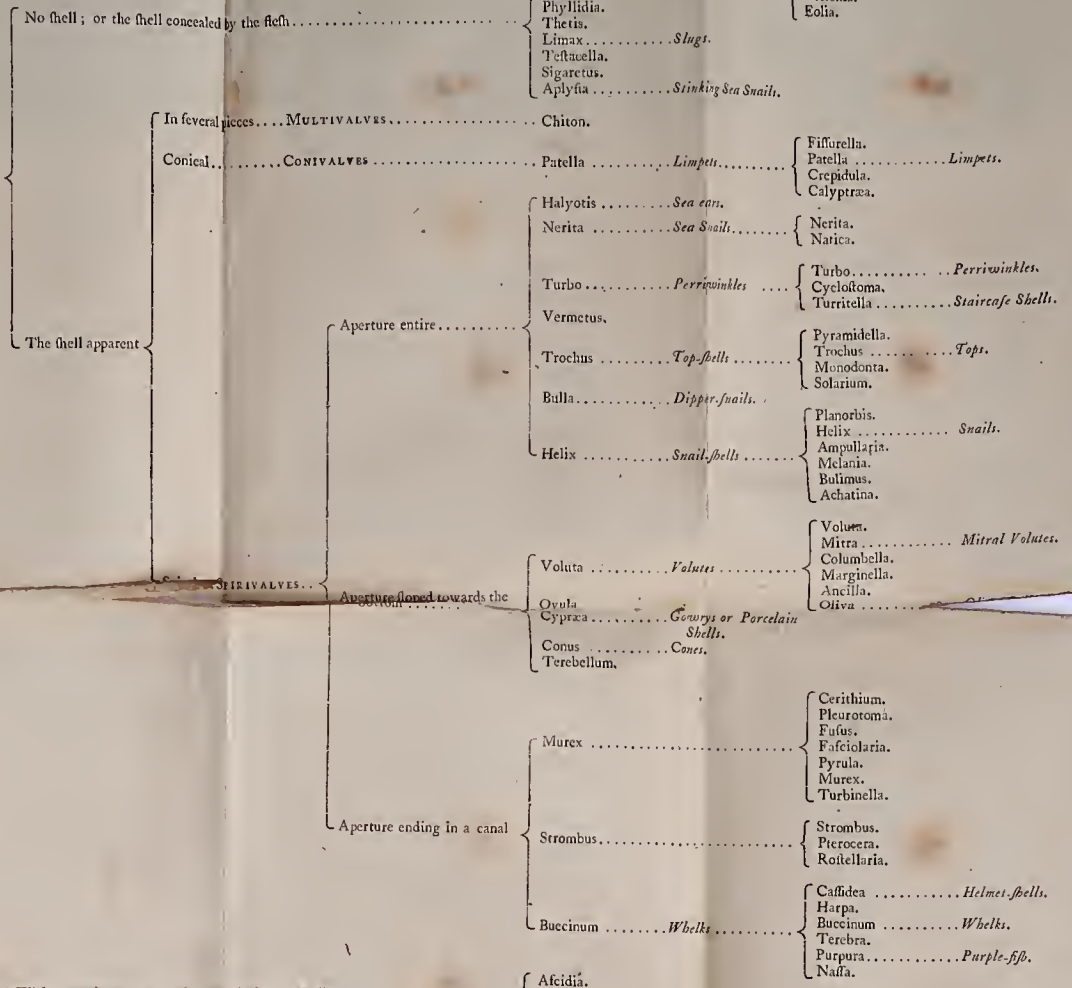 Phyllidia.
Eolia.
No ſhell ; or the ſhell concealed by the fleſh
Thetis.
Limax . . . . . . . . . . . Slugs.
Teſtacella.
Sigaretus.
Aplyſia . . . . . . . . Stinking Sea Snails.
In ſeveral pieces . . . . MULTIVALVES . . . . . . . . . . Chiton.
Conical . . . . . . . . CONIVALVES . . . . . . . . . . Patella . . . . . . . . Limpets . . . . . . . .
Fiſſurella.
Patella . . . . . . . . . . . Limpets.
Crepidula.
Calyptræa.
The ſhell apparent
SPIRIVALVES . .
Aperture entire . . . . . . . . . .
Halyotis . . . . . . . . Sea ears.
Nerita . . . . . . . . Sea Snails . . . . . . . .
Nerita.
Natica.
Turbo . . . . . . . . . . Perriwinkles . . . .
Turbo . . . . . . . . . . . . Perriwinkles.
Cycloſtoma.
Turritella . . . . . . . . . Staircaſe Shells.
Vermetus.
Trochus . . . . . . . . Top-ſhells . . . . . . . .
Pyramidella.
Trochus . . . . . . . . . . Tops.
Monodonta.
Solarium.
Bulla . . . . . . . . . . . Dipper-ſnails.
Helix . . . . . . . . . . Snail-ſhells . . . . . . .
Planorbis.
Helix . . . . . . . . . . . Snails.
Ampullaria.
Melania.
Bulimus.
Achatina.
Aperture towards the
bottom . . . . . .
Voluta . . . . . . . . . Volutes . . . . . . . . . .
Voluta.
Mitra . . . . . . . . . . . . Mitral Volutes.
Columbella.
Marginella.
Ancilla.
Oliva . . . . . .
Ovula
Cypræa . . . . . . . . . Gowrys or Porcelain
Shells.
Conus . . . . . . . . . . Cones.
Terebellum.
Aperture ending in a canal
Murex . . . . . . . . . . . . . . . . . . . . . . . .
Cerithium.
Pleurotoma.
Fuſus.
Faſciolaria.
Pyrula.
Murex.
Turbinella.
Strombus . . . . . . . . . . . . . . . . . . . . . . . .
Strombus.
Pterocera.
Roſtellaria.
Buccinum . . . . . . . . Whelks . . . . . . . . . .
Caſſidea . . . . . . . . . . . Helmet-ſhells.
Harpa.
Buccinum . . . . . . . . . . Whelks.
Terebra.
Purpura . . . . . . . . . . . . Purple-fiſh.
Naſſa.
Aſcidia.